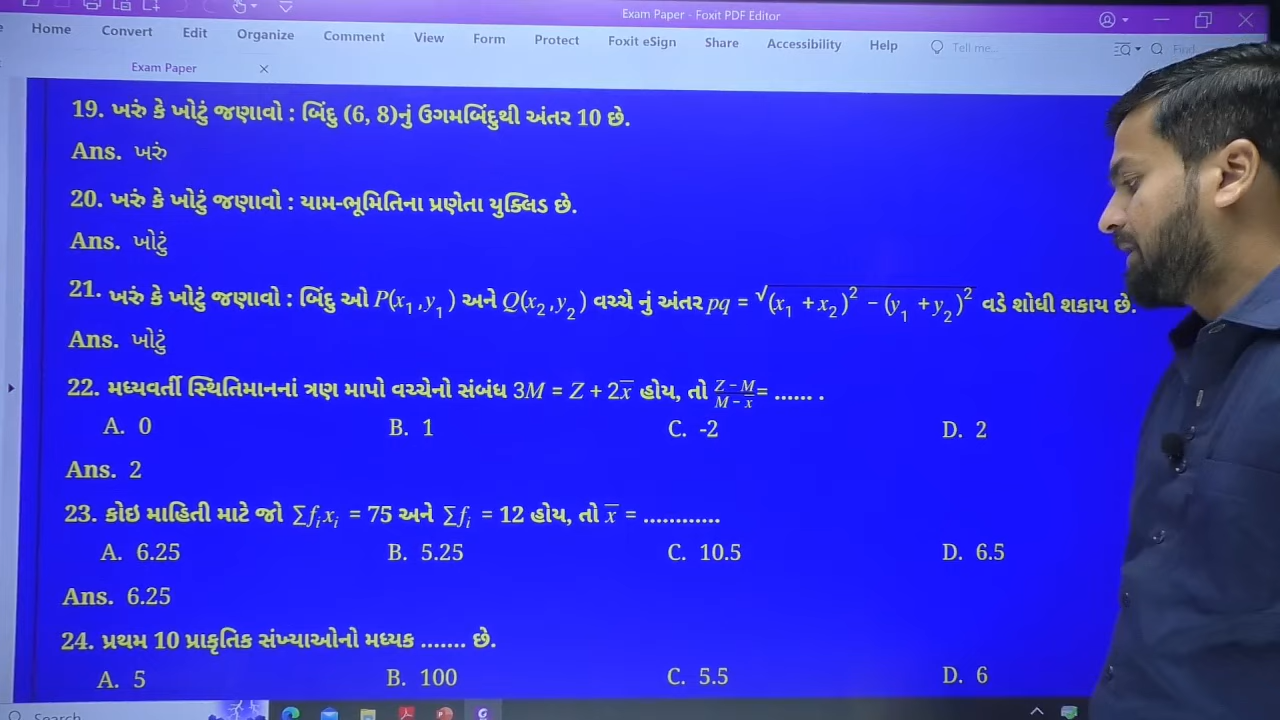 Exam Paper - Foxit PDF Editor
Home Convert Edit Organize Comment View Form Protect Foxit eSign Share Accessibility Help Tell me... Find
Exam Paper
19. ખરું કે ખોટું જણાવો : બિંદુ (6, 8)નું ઉગમબિંદુથી અંતર 10 છે.
Ans. ખરું
20. ખરું કે ખોટું જણાવો : યામ-ભૂમિતિના પ્રણેતા યુક્લિડ છે.
Ans. ખોટું
21. ખરું કે ખોટું જણાવો : બિંદુ ઓ P(x₁ ,y₁ ) અને Q(x₂ ,y₂ ) વચ્ચે નું અંતર pq = √(x₁ +x₂ )² − (y₁ +y₂ )² વડે શોધી શકાય છે.
Ans. ખોટું
22. મધ્યવર્તી સ્થિતિમાનનાં ત્રણ માપો વચ્ચેનો સંબંધ 3M = Z + 2x̅ હોય, તો (Z − M)/(M − x̅) = ...... .
A. 0 B. 1 C. -2 D. 2
Ans. 2
23. કોઇ માહિતી માટે જો ∑fᵢxᵢ = 75 અને ∑fᵢ = 12 હોય, તો x̅ = ............
A. 6.25 B. 5.25 C. 10.5 D. 6.5
Ans. 6.25
24. પ્રથમ 10 પ્રાકૃતિક સંખ્યાઓનો મધ્યક ....... છે.
A. 5 B. 100 C. 5.5 D. 6
Search